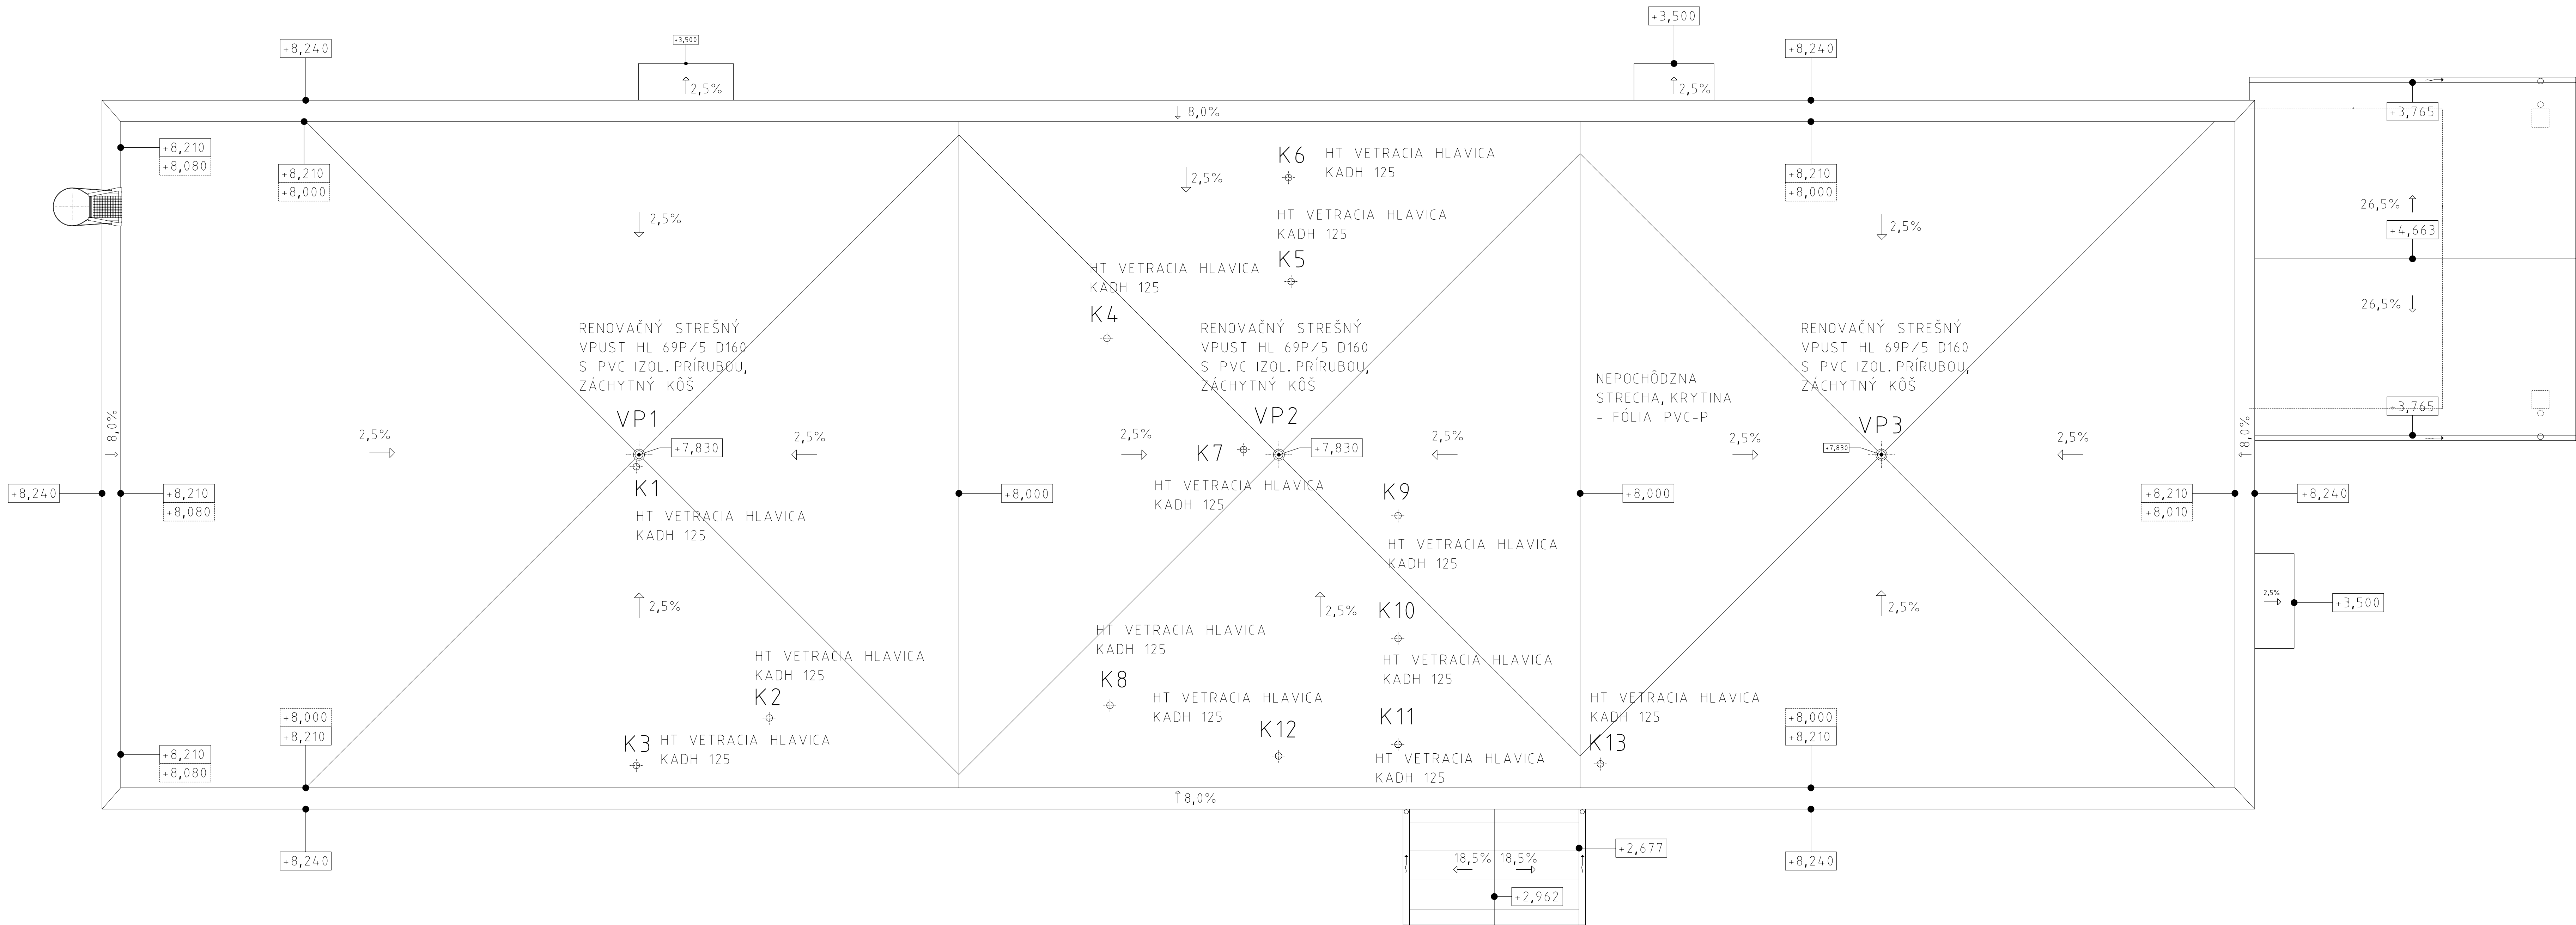 +3,500
+8,240
+3,500
+8,240
2,5%
2,5%
8,0%
+3,765
+8,210
+8,080
+8,210
+8,000
K6
HT VETRACIA HLAVICA
KADH 125
2,5%
+8,210
+8,000
26,5%
2,5%
HT VETRACIA HLAVICA
KADH 125
2,5%
+4,663
K5
HT VETRACIA HLAVICA
KADH 125
K4
26,5%
RENOVAČNÝ STREŠNÝ
VPUST HL 69P/5 D160
S PVC IZOL.PRÍRUBOU,
ZÁCHYTNÝ KÔŠ
VP1
RENOVAČNÝ STREŠNÝ
VPUST HL 69P/5 D160
S PVC IZOL.PRÍRUBOU,
ZÁCHYTNÝ KÔŠ
VP2
NEPOCHÔDZNA
STRECHA, KRYTINA
- FÓLIA PVC-P
RENOVAČNÝ STREŠNÝ
VPUST HL 69P/5 D160
S PVC IZOL.PRÍRUBOU,
ZÁCHYTNÝ KÔŠ
VP3
+3,765
8,0%
2,5%
+7,830
2,5%
2,5%
K7
+7,830
2,5%
2,5%
+7,830
2,5%
8,0%
+8,240
+8,210
+8,080
K1
HT VETRACIA HLAVICA
KADH 125
+8,000
HT VETRACIA HLAVICA
KADH 125
K9
HT VETRACIA HLAVICA
KADH 125
+8,000
+8,210
+8,010
+8,240
2,5%
+3,500
2,5%
2,5%
K10
2,5%
HT VETRACIA HLAVICA
KADH 125
K8
HT VETRACIA HLAVICA
KADH 125
HT VETRACIA HLAVICA
KADH 125
K2
HT VETRACIA HLAVICA
KADH 125
K12
K11
HT VETRACIA HLAVICA
KADH 125
HT VETRACIA HLAVICA
KADH 125
K13
+8,000
+8,210
+8,000
+8,210
K3
HT VETRACIA HLAVICA
KADH 125
+8,210
+8,080
8,0%
+8,240
18,5%
18,5%
+2,677
+8,240
+2,962